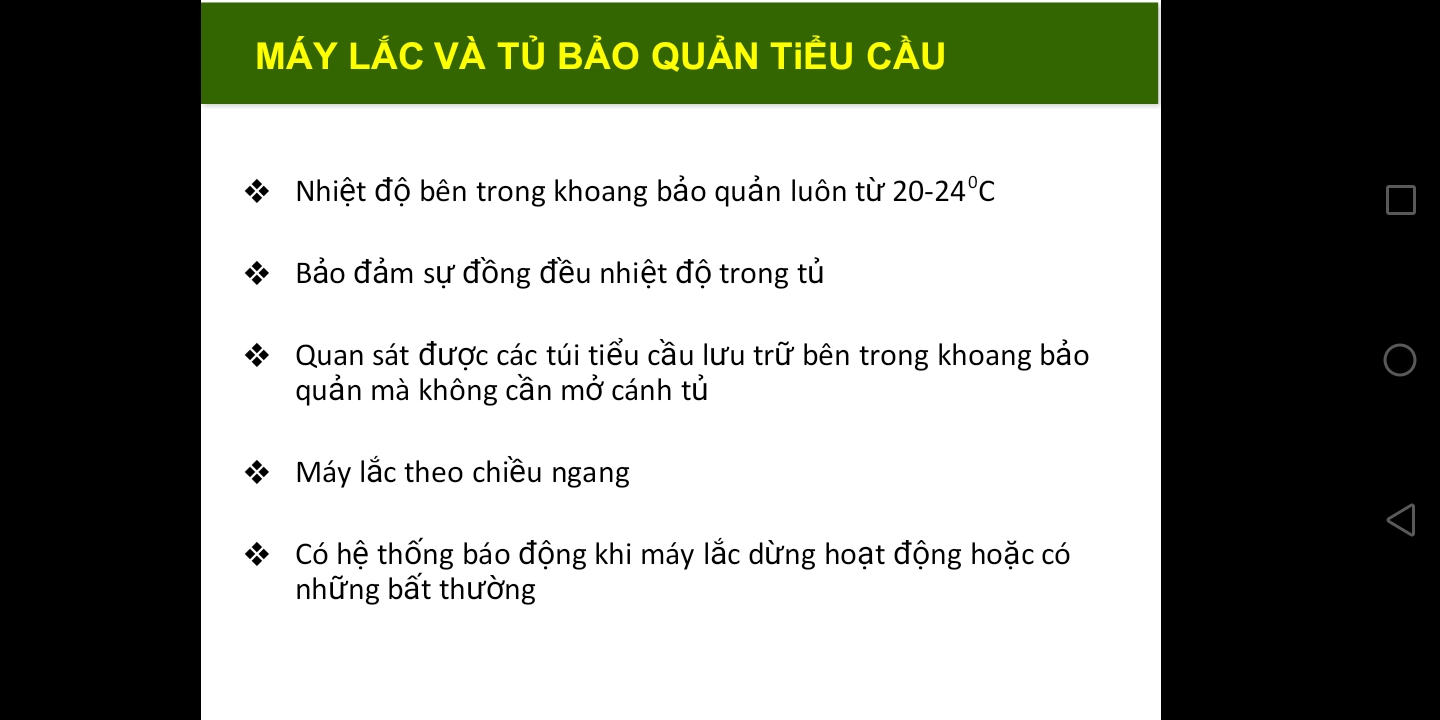 MÁY LẮC VÀ TỦ BẢO QUẢN TiỂU CẦU
❖ Nhiệt độ bên trong khoang bảo quản luôn từ 20-24⁰C
❖ Bảo đảm sự đồng đều nhiệt độ trong tủ
❖ Quan sát được các túi tiểu cầu lưu trữ bên trong khoang bảo
quản mà không cần mở cánh tủ
❖ Máy lắc theo chiều ngang
❖ Có hệ thống báo động khi máy lắc dừng hoạt động hoặc có
những bất thường